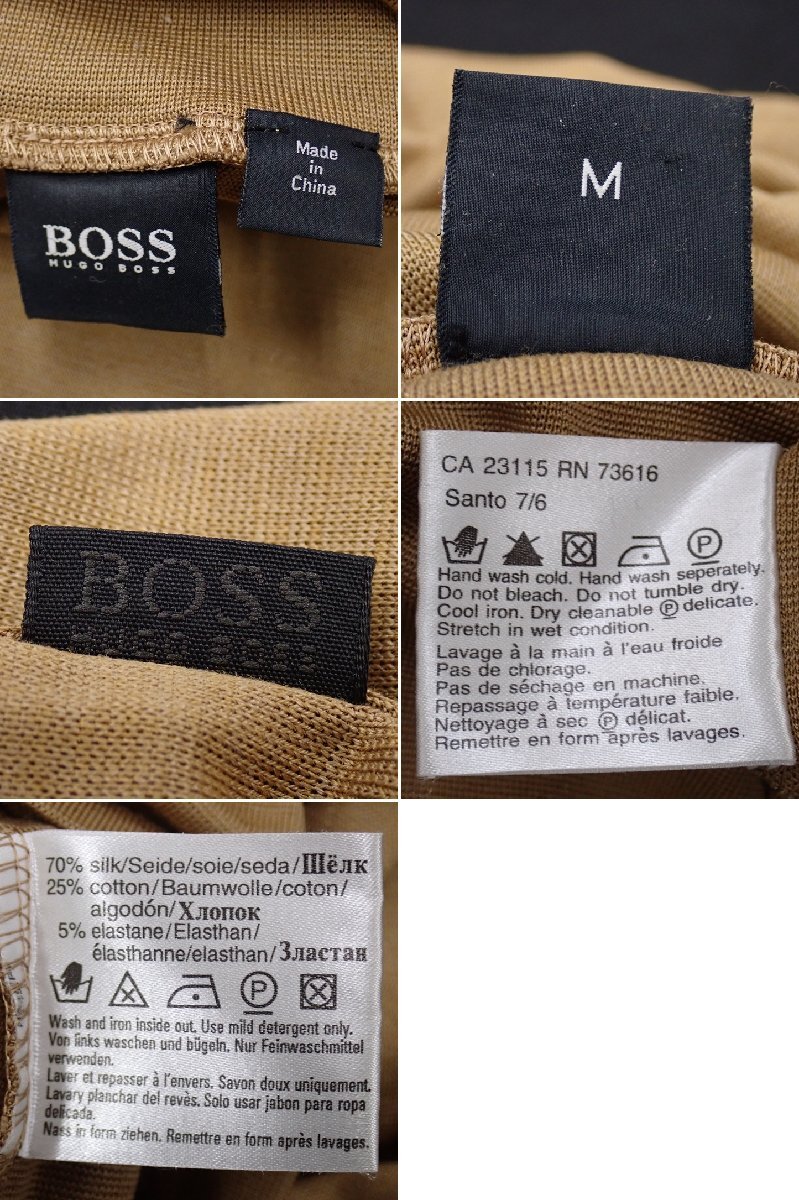 BOSS
HUGO BOSS
Made
in
China
M
BOSS
HUGO BOSS
CA 23115 RN 73616
Santo 7/6
Hand wash cold. Hand wash seperately.
Do not bleach. Do not tumble dry.
Cool iron. Dry cleanable Ⓟ delicate.
Stretch in wet condition.
Lavage à la main à l'eau froide
Pas de chlorage.
Pas de séchage en machine.
Repassage à température faible.
Nettoyage à sec Ⓟ délicat.
Remettre en form après lavages.
70% silk/Seide/soie/seda/Шёлк
25% cotton/Baumwolle/coton/
algodón/Хлопок
5% elastane/Elasthan/
élasthanne/elasthan/Зластан
Wash and iron inside out. Use mild detergent only.
Von links waschen und bügeln. Nur Feinwaschmittel
verwenden.
Laver et repasser à l'envers. Savon doux uniquement.
Lavary planchar del revès. Solo usar jabon para ropa
delicada.
Nass in form ziehen. Remettre en form après lavages.